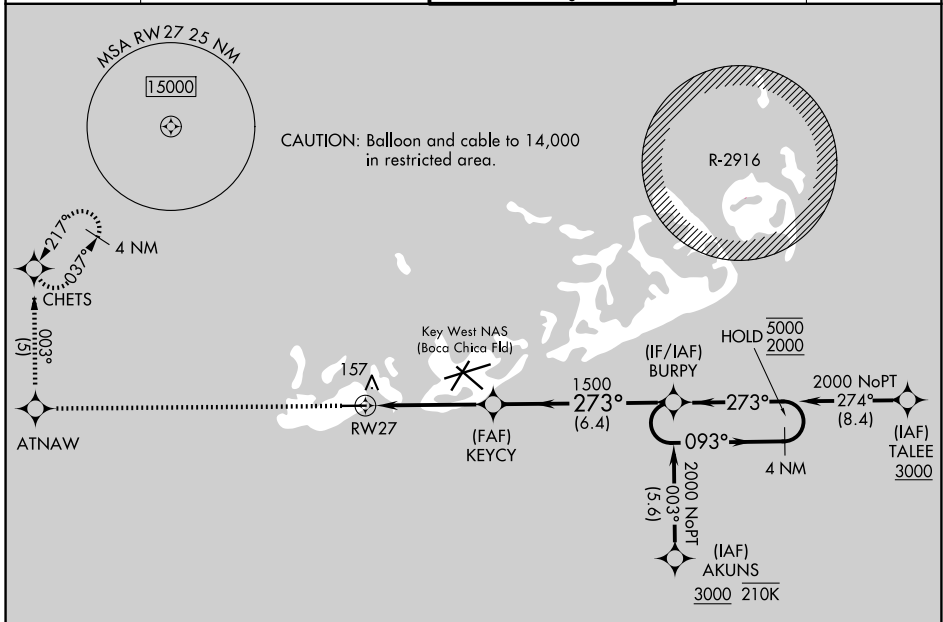 MSA RW27 25 NM
15000
CAUTION: Balloon and cable to 14,000
in restricted area.
R-2916
217°
037°
4 NM
CHETS
003°
(5)
ATNAW
157
RW27
Key West NAS
(Boca Chica Fld)
(FAF)
KEYCY
1500
273°
(6.4)
(IF/IAF)
BURPY
HOLD 5000
2000
273°
093°
4 NM
2000 NoPT
274°
(8.4)
(IAF)
TALEE
3000
2000 NoPT
003°
(5.6)
(IAF)
AKUNS
3000 210K